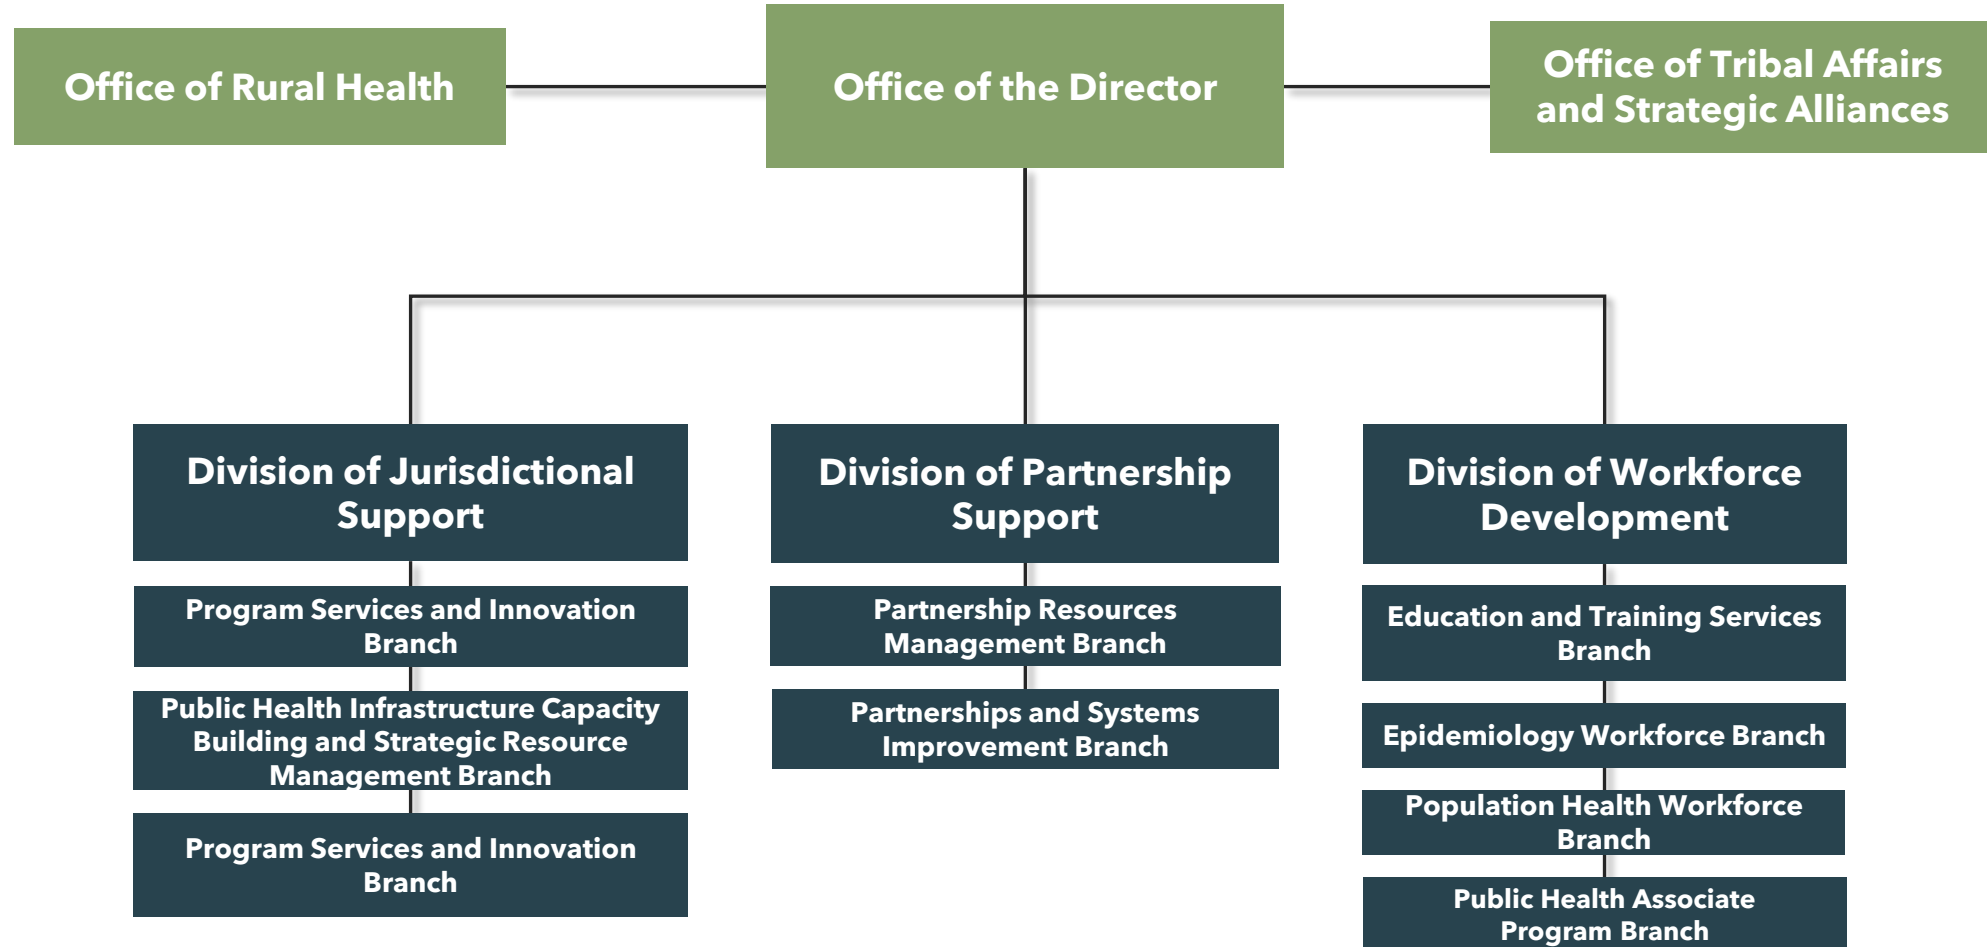 Office of Rural Health
Office of the Director
Office of Tribal Affairs
and Strategic Alliances
Division of Jurisdictional
Support
Program Services and Innovation
Branch
Public Health Infrastructure Capacity
Building and Strategic Resource
Management Branch
Program Services and Innovation
Branch
Division of Partnership
Support
Partnership Resources
Management Branch
Partnerships and Systems
Improvement Branch
Division of Workforce
Development
Education and Training Services
Branch
Epidemiology Workforce Branch
Population Health Workforce
Branch
Public Health Associate
Program Branch